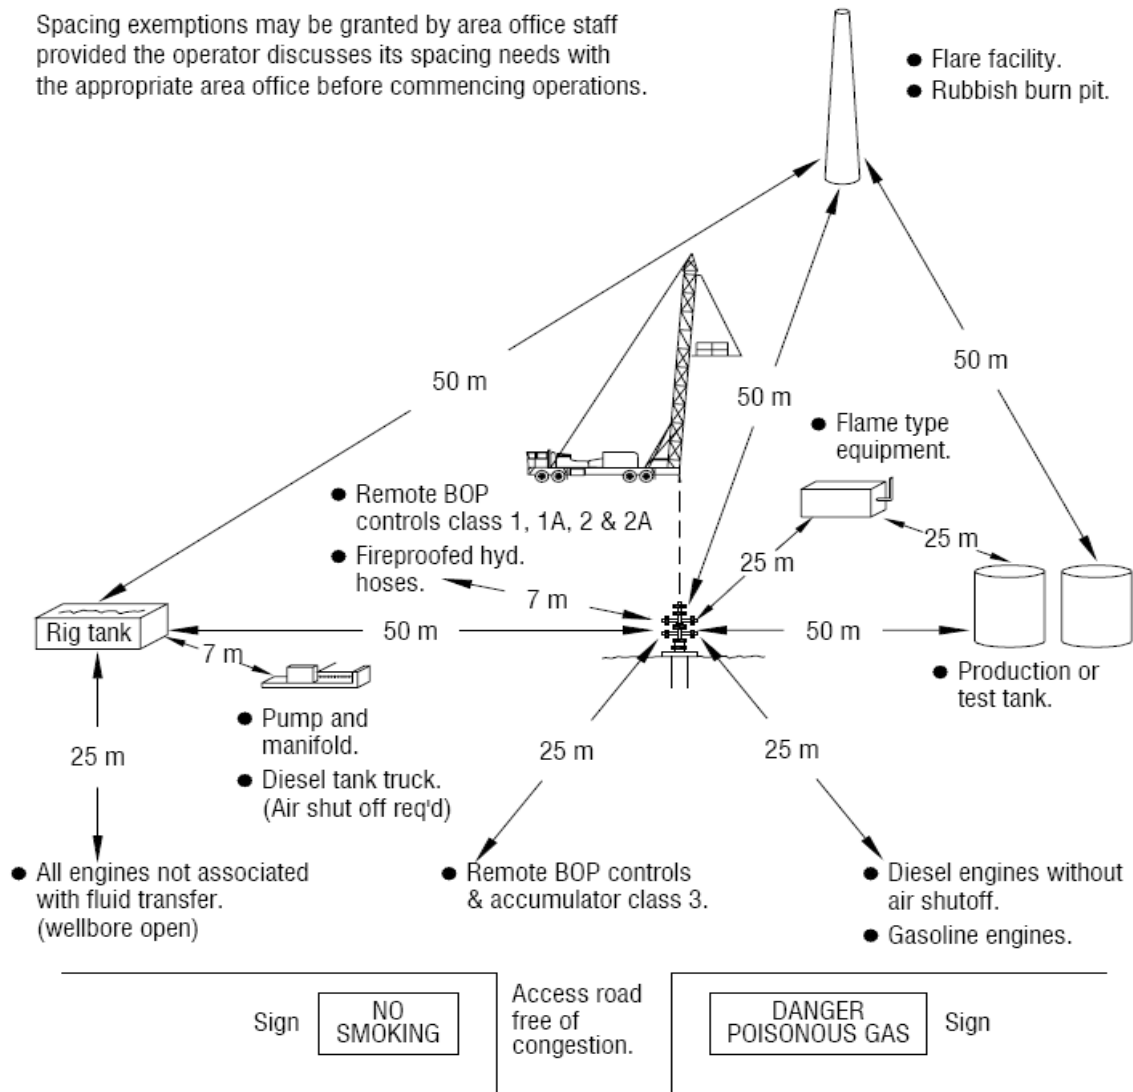 Spacing exemptions may be granted by area office staff
provided the operator discusses its spacing needs with
the appropriate area office before commencing operations.
● Flare facility.
● Rubbish burn pit.
50 m
50 m
50 m
● Flame type
equipment.
● Remote BOP
controls class 1, 1A, 2 & 2A
● Fireproofed hyd.
hoses.
7 m
25 m
25 m
Rig tank
50 m
50 m
7 m
● Production or
test tank.
● Pump and
manifold.
● Diesel tank truck.
(Air shut off req'd)
25 m
25 m
25 m
● All engines not associated
with fluid transfer.
(wellbore open)
● Remote BOP controls
& accumulator class 3.
● Diesel engines without
air shutoff.
● Gasoline engines.
Sign
NO
SMOKING
Access road
free of
congestion.
DANGER
POISONOUS GAS
Sign